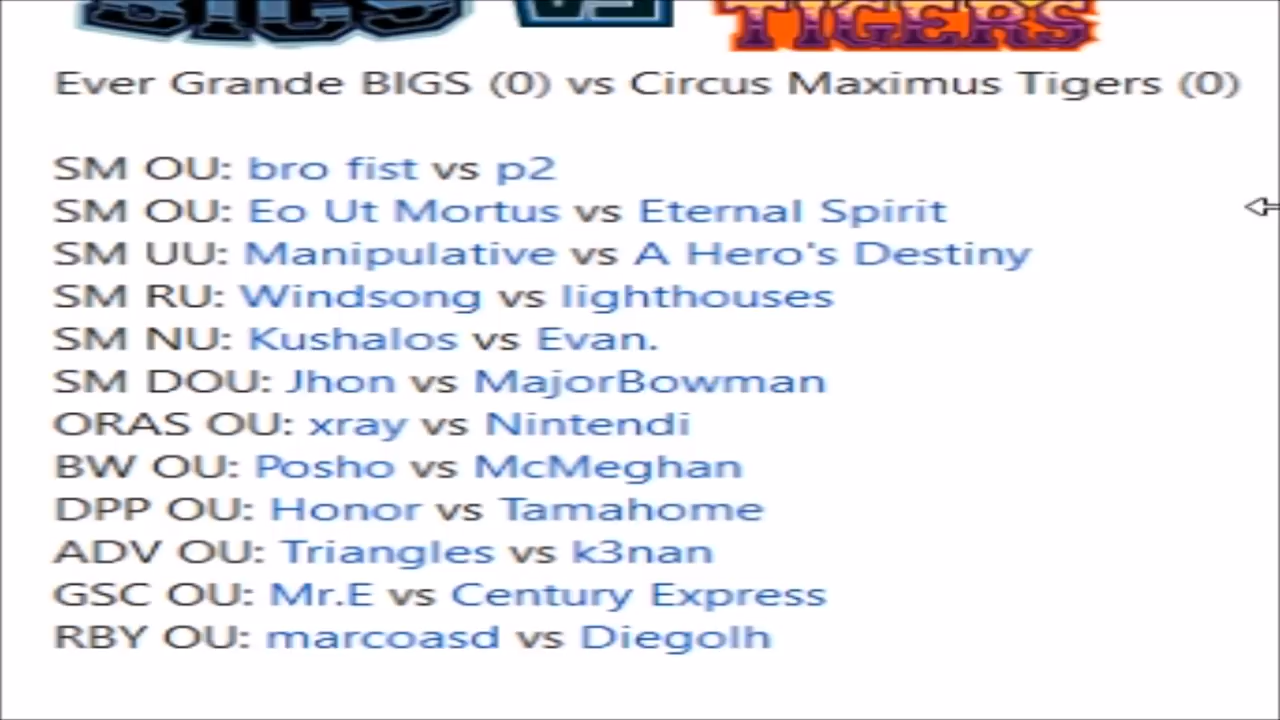 BIGS VS TIGERS
Ever Grande BIGS (0) vs Circus Maximus Tigers (0)
SM OU: bro fist vs p2
SM OU: Eo Ut Mortus vs Eternal Spirit
SM UU: Manipulative vs A Hero's Destiny
SM RU: Windsong vs lighthouses
SM NU: Kushalos vs Evan.
SM DOU: Jhon vs MajorBowman
ORAS OU: xray vs Nintendi
BW OU: Posho vs McMeghan
DPP OU: Honor vs Tamahome
ADV OU: Triangles vs k3nan
GSC OU: Mr.E vs Century Express
RBY OU: marcoasd vs Diegolh